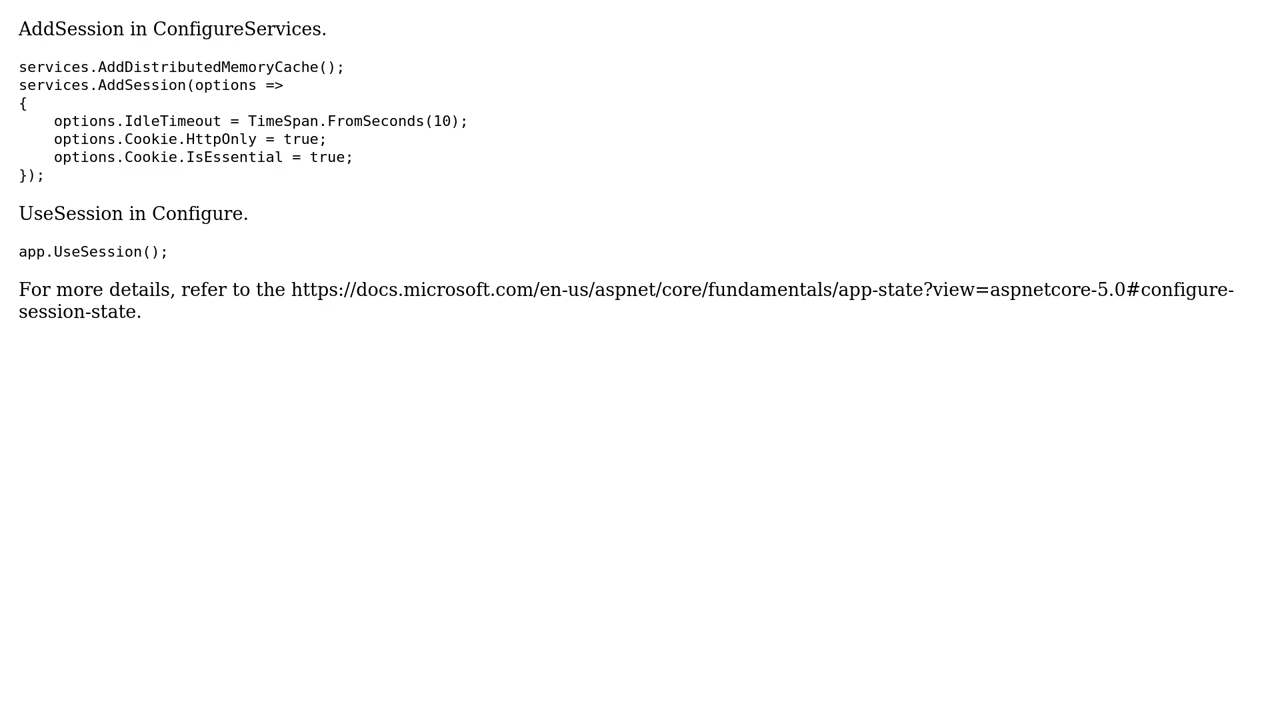 AddSession in ConfigureServices.
services.AddDistributedMemoryCache();
services.AddSession(options =>
{
    options.IdleTimeout = TimeSpan.FromSeconds(10);
    options.Cookie.HttpOnly = true;
    options.Cookie.IsEssential = true;
});
UseSession in Configure.
app.UseSession();
For more details, refer to the https://docs.microsoft.com/en-us/aspnet/core/fundamentals/app-state?view=aspnetcore-5.0#configure-
session-state.